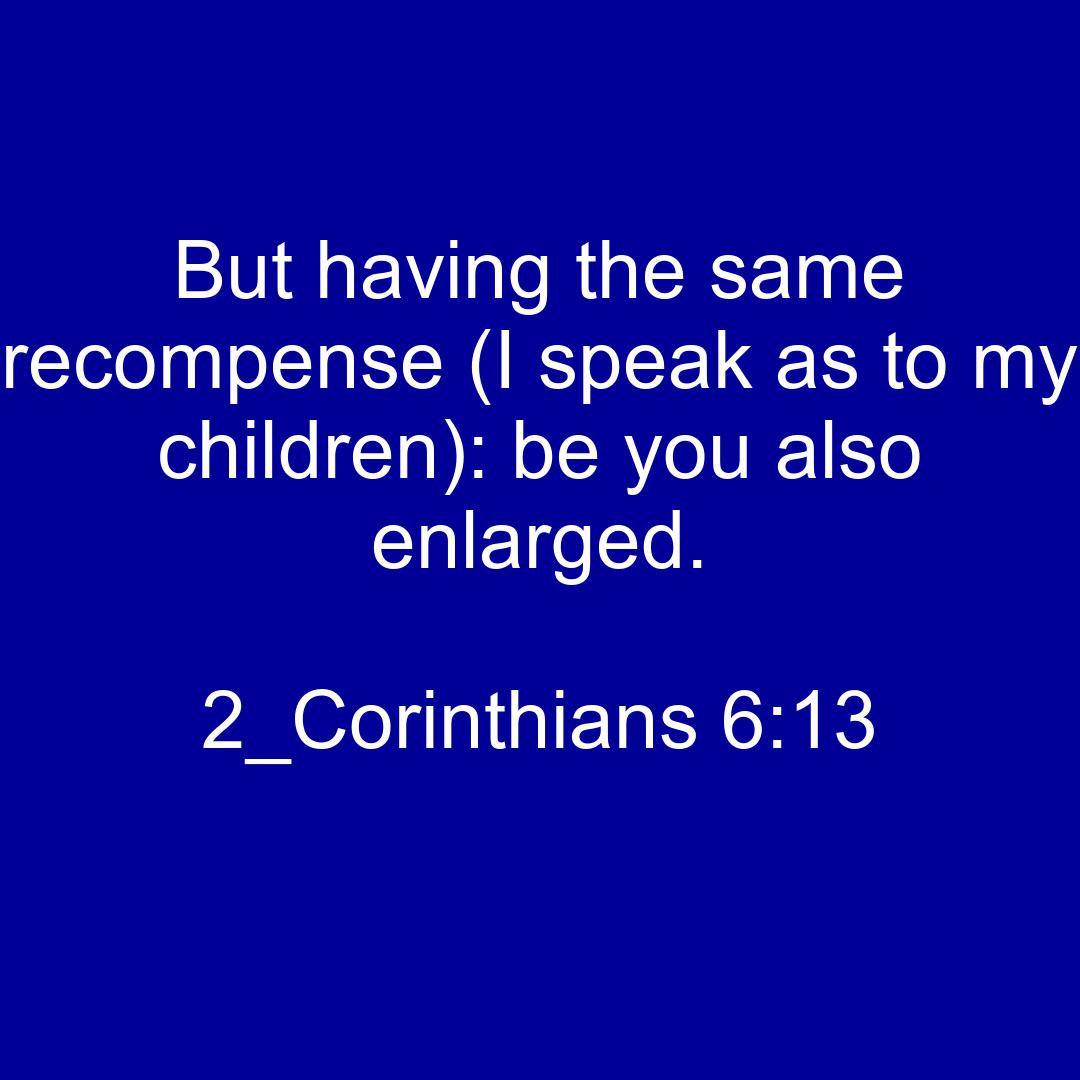 But having the same
recompense (I speak as to my
children): be you also
enlarged.
2_Corinthians 6:13